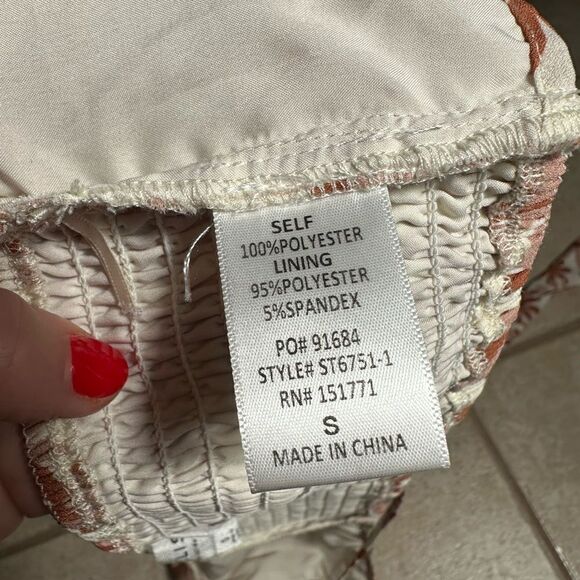 SELF
100%POLYESTER
LINING
95%POLYESTER
5%SPANDEX
PO# 91684
STYLE# ST6751-1
RN# 151771
S
MADE IN CHINA